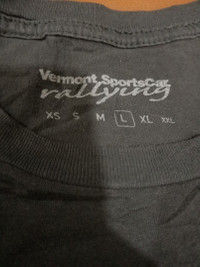 Vermont SportsCar
rallying
XS S M L XL XXL